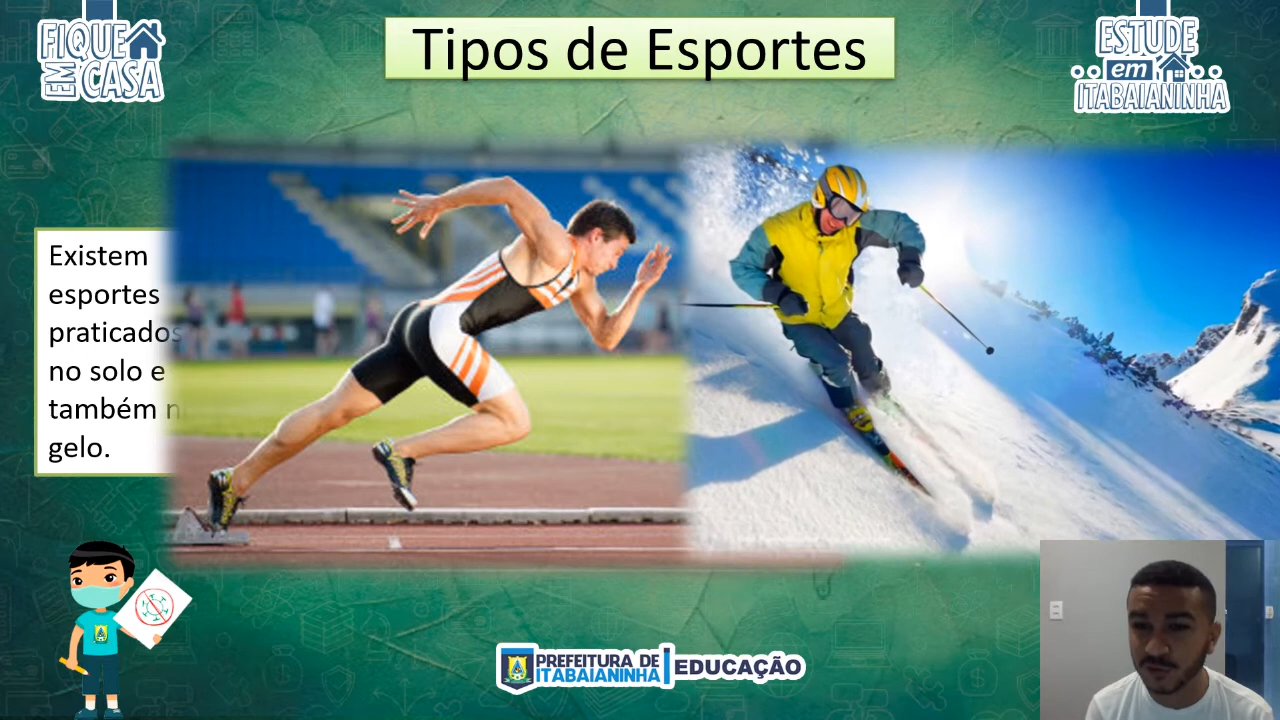 FIQUE
EM
CASA
Tipos de Esportes
ESTUDE
em
ITABAIANINHA
Existem
esportes
praticados
no solo e
também n
gelo.
PREFEITURA DE
ITABAIANINHA
EDUCAÇÃO